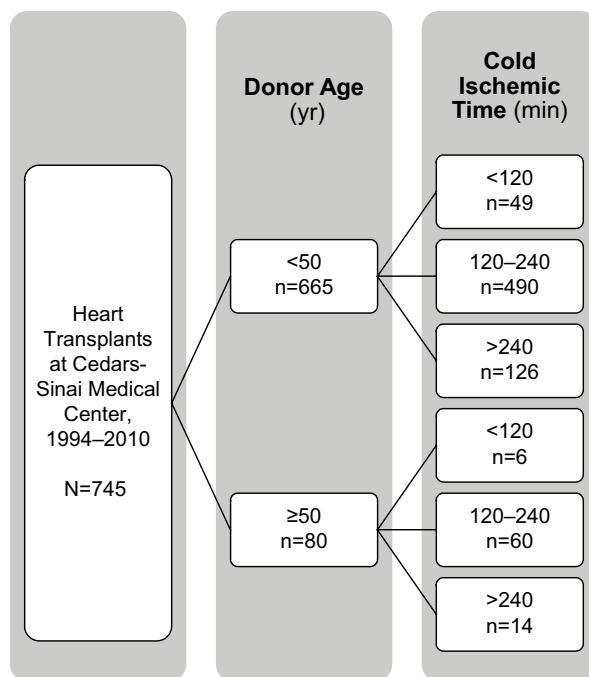 Heart
Transplants
at Cedars-
Sinai Medical
Center,
1994–2010
N=745
Donor Age
(yr)
<50
n=665
≥50
n=80
Cold
Ischemic
Time (min)
<120
n=49
120–240
n=490
>240
n=126
<120
n=6
120–240
n=60
>240
n=14